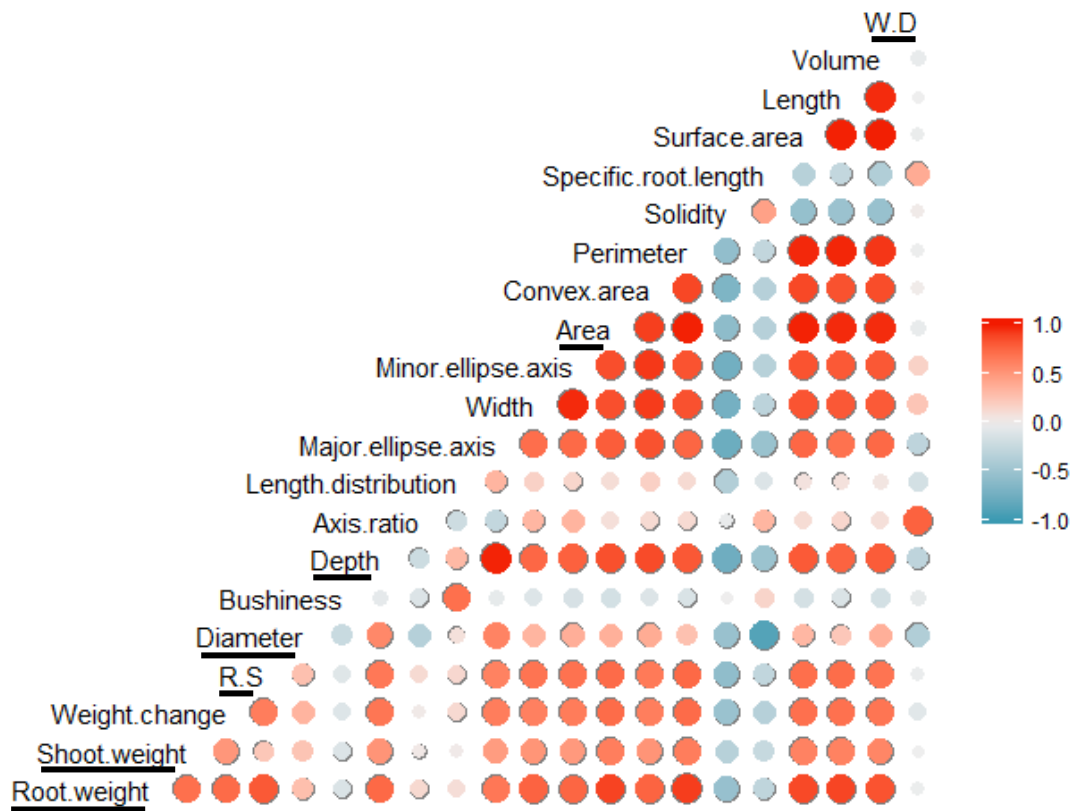 W.D
Volume
Length
Surface.area
Specific.root.length
Solidity
Perimeter
Convex.area
Area
Minor.ellipse.axis
Width
Major.ellipse.axis
Length.distribution
Axis.ratio
Depth
Bushiness
Diameter
R.S
Weight.change
Shoot.weight
Root.weight
1.0
0.5
0.0
-0.5
-1.0